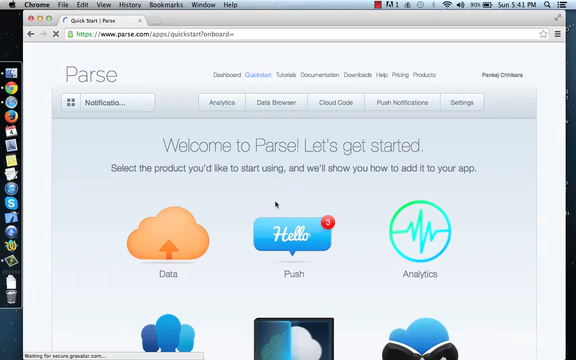 Chrome File Edit View History Bookmarks Window Help
1
90%
Sun 5:41 PM
Quick Start | Parse
https://www.parse.com/apps/quickstart?onboard=
Parse
Dashboard Quickstart Tutorials Documentation Downloads Help Pricing Products
Pankaj Chhikara
Notificatio...
Analytics Data Browser Cloud Code Push Notifications Settings
Welcome to Parse! Let's get started.
Select the product you'd like to start using, and we'll show you how to add it to your app.
Hello
3
Data Push Analytics
Waiting for secure.gravatar.com...